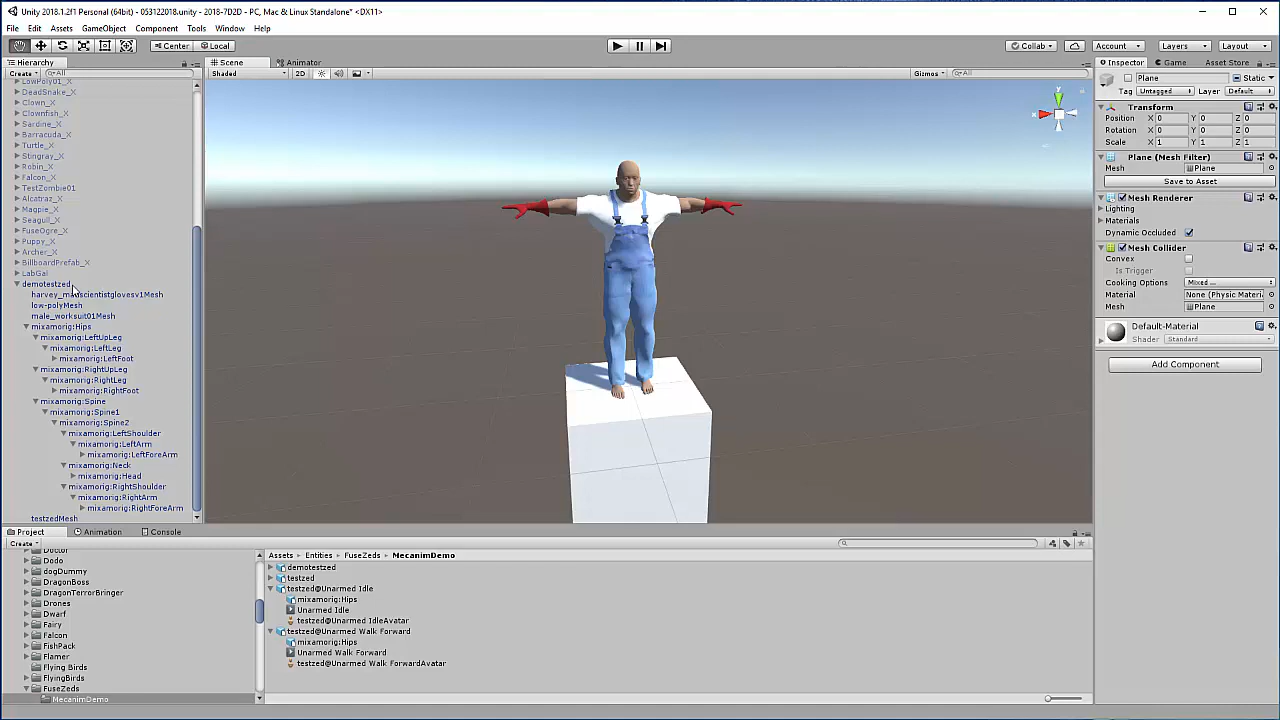 Unity 2018.1.2f1 Personal (64bit) - 053122018.unity - 2018-7D2D - PC, Mac & Linux Standalone* <DX11>
File Edit Assets GameObject Component Tools Window Help
Center Local Collab Account Layers Layout
Hierarchy
Create All
LowPoly01_X
DeadSnake_X
Clown_X
Clownfish_X
Sardine_X
Barracuda_X
Turtle_X
Stingray_X
Robin_X
Falcon_X
TestZombie01
Alcatraz_X
Magpie_X
Seagull_X
FuseOgre_X
Puppy_X
Archer_X
BillboardPrefab_X
LabGal
demotestzed
low-polyMesh
male_worksuit01Mesh
mixamorig:Hips
mixamorig:LeftUpLeg
mixamorig:LeftLeg
mixamorig:LeftFoot
mixamorig:RightUpLeg
mixamorig:RightLeg
mixamorig:RightFoot
mixamorig:Spine
mixamorig:Spine1
mixamorig:Spine2
mixamorig:LeftShoulder
mixamorig:LeftArm
mixamorig:LeftForeArm
mixamorig:Neck
mixamorig:Head
mixamorig:RightShoulder
mixamorig:RightArm
mixamorig:RightForeArm
testzedMesh
Scene Animator
Shaded 2D Gizmos All
y
x
Inspector Game Asset Store
Plane Static
Tag Untagged Layer Default
Transform
Position X 0 Y 0 Z 0
Rotation X 0 Y 0 Z 0
Scale X 1 Y 1 Z 1
Plane (Mesh Filter)
Mesh Plane
Save to Asset
Mesh Renderer
Lighting
Materials
Dynamic Occluded
Mesh Collider
Convex
Is Trigger
Cooking Options Mixed ...
Material None (Physic Materi
Mesh Plane
Default-Material
Shader Standard
Add Component
Project Animation Console
Create
Doctor
Dodo
dogDummy
DragonBoss
DragonTerrorBringer
Drones
Dwarf
Fairy
Falcon
FishPack
Flamer
Flying Birds
FlyingBirds
FuseZeds
MecanimDemo
Assets Entities FuseZeds MecanimDemo
demotestzed
testzed
testzed@Unarmed Idle
mixamorig:Hips
Unarmed Idle
testzed@Unarmed IdleAvatar
testzed@Unarmed Walk Forward
mixamorig:Hips
Unarmed Walk Forward
testzed@Unarmed Walk ForwardAvatar